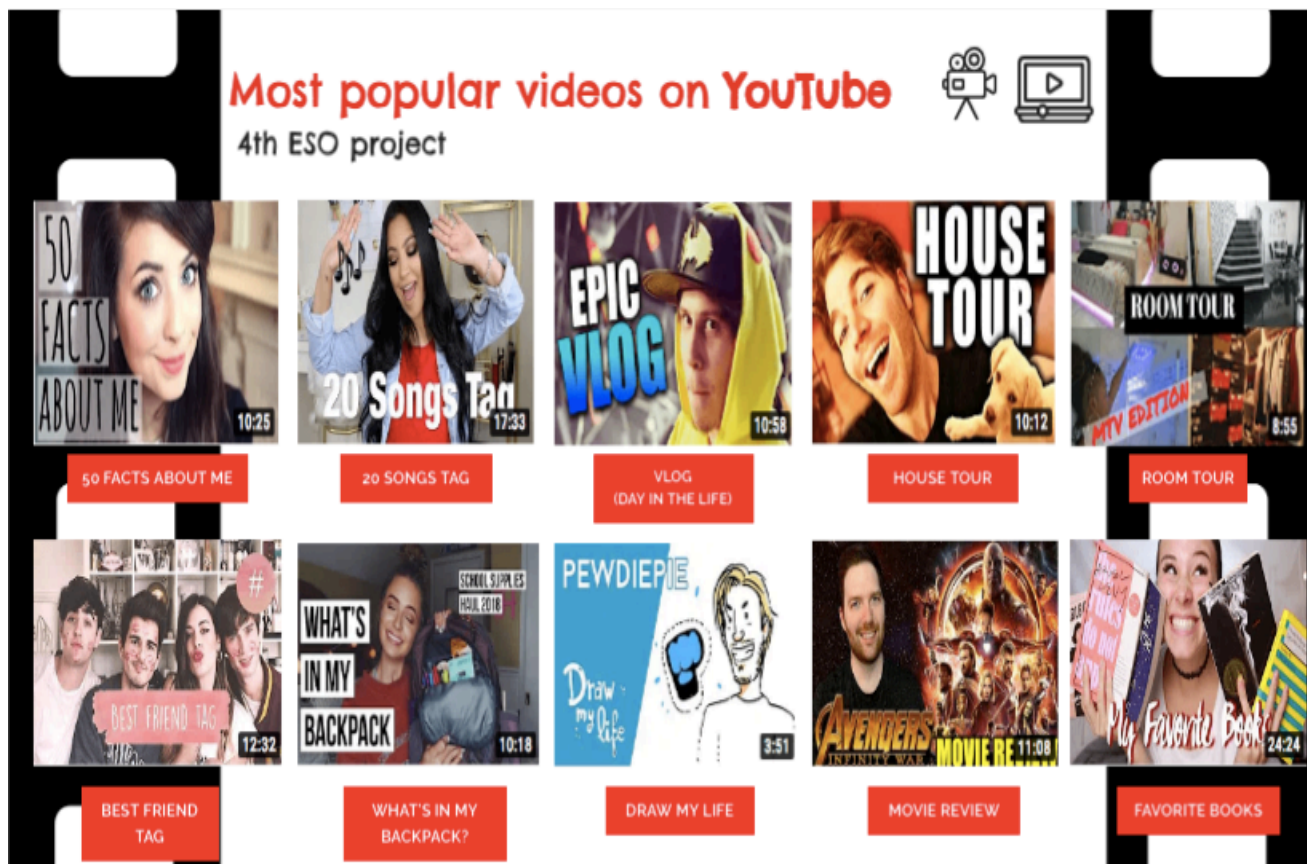 Most popular videos on YouTube
4th ESO project
50
FACTS
ABOUT ME
10:25
20 Songs Tag
17:33
EPIC
VLOG
10:58
HOUSE
TOUR
10:12
ROOM TOUR
MTV EDITION
8:55
50 FACTS ABOUT ME
20 SONGS TAG
VLOG
(DAY IN THE LIFE)
HOUSE TOUR
ROOM TOUR
#
BEST FRIEND TAG
12:32
SCHOOL SUPPLIES
HAUL 2018
WHAT'S
IN MY
BACKPACK
10:18
PEWDIEPIE
Draw
my life
3:51
AVENGERS
INFINITY WAR
MOVIE
11:08
My Favorite Book
24:24
BEST FRIEND
TAG
WHAT'S IN MY
BACKPACK?
DRAW MY LIFE
MOVIE REVIEW
FAVORITE BOOKS